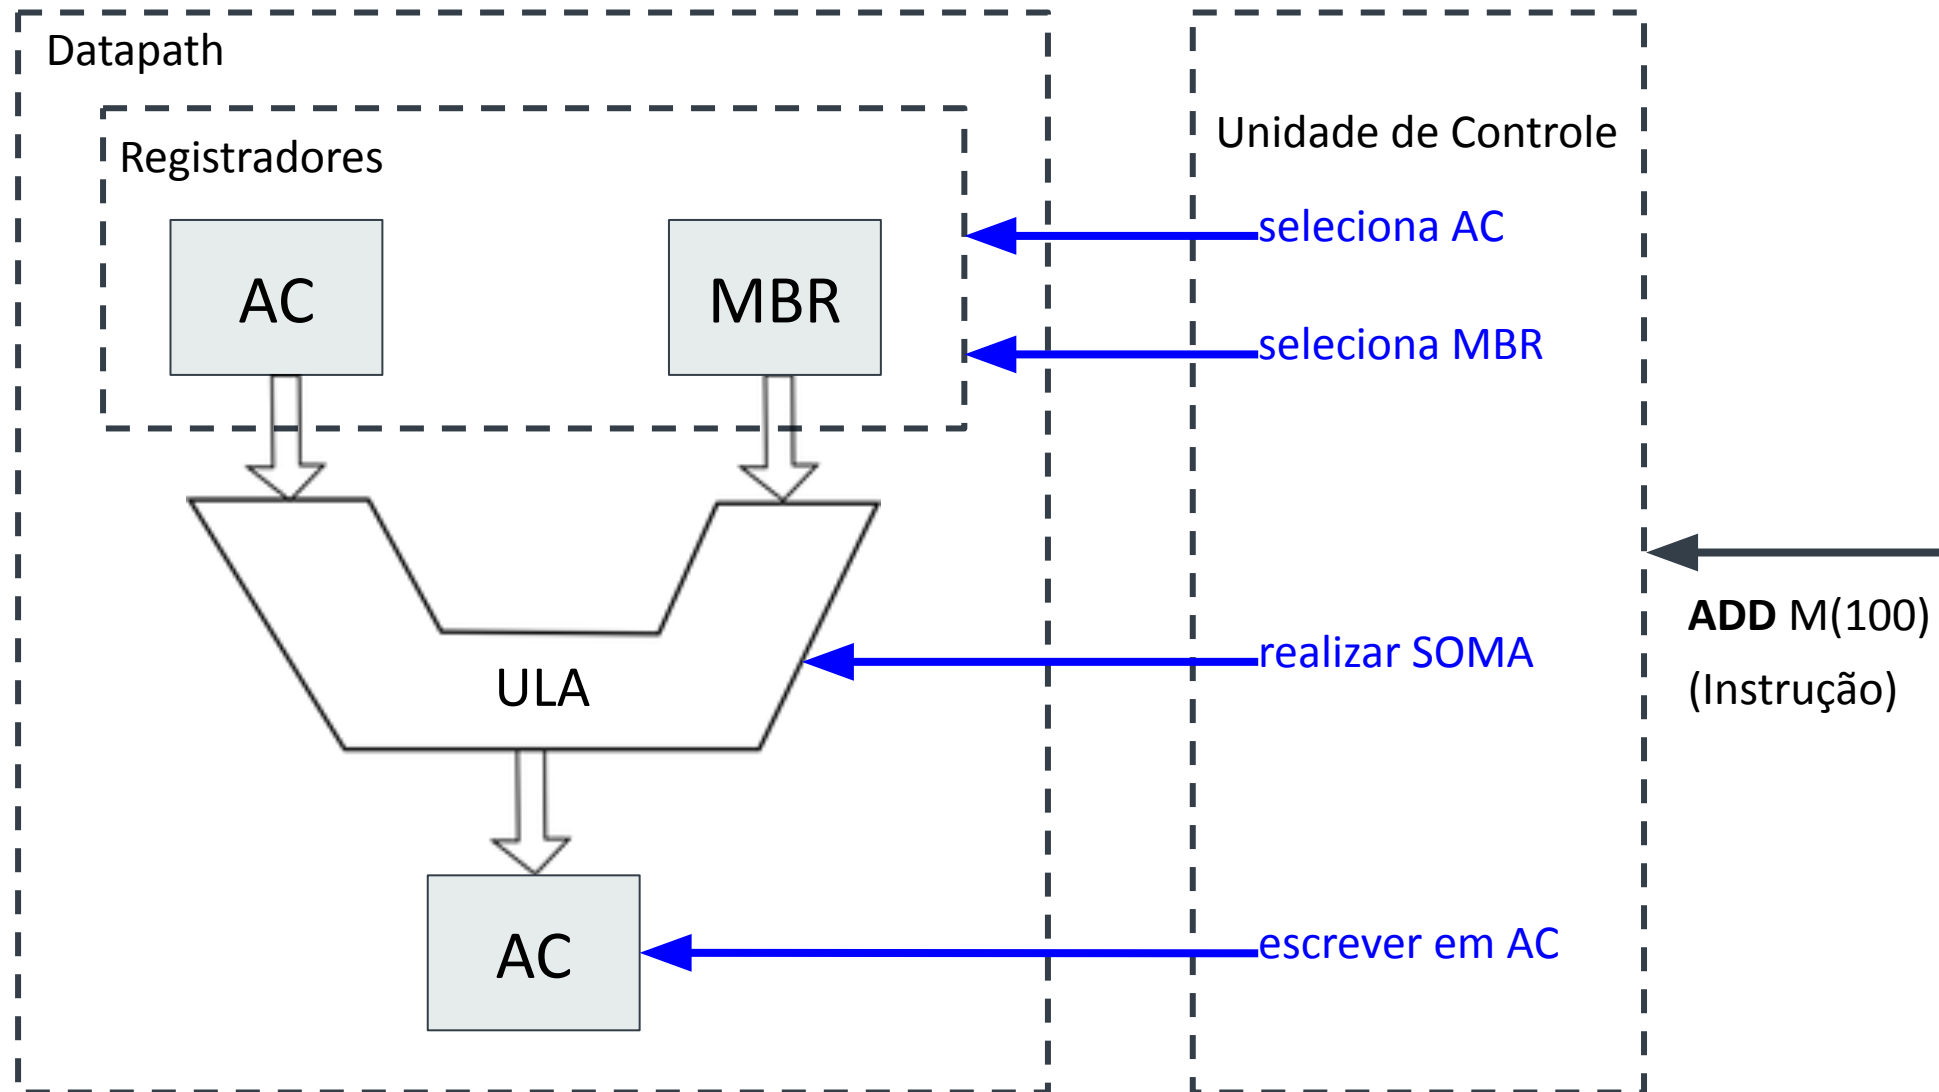 Datapath
Registradores
AC
MBR
ULA
AC
Unidade de Controle
seleciona AC
seleciona MBR
realizar SOMA
escrever em AC
ADD M(100)
(Instrução)